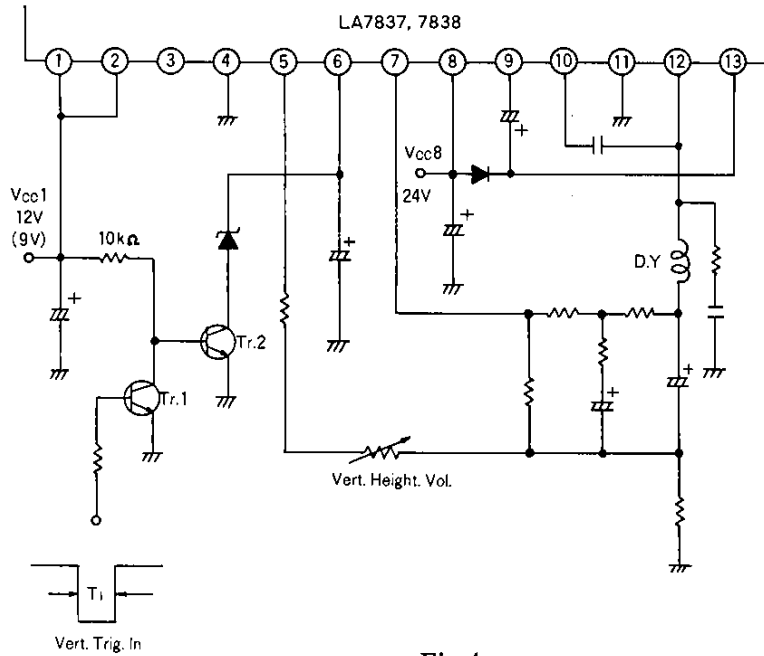 LA7837, 7838
1 2 3 4 5 6 7 8 9 10 11 12 13
Vcc1
12V
(9V)
10kΩ
Vcc8
24V
+
+
+
+
+
+
D.Y
Tr.2
Tr.1
Vert. Height. Vol.
Ti
Vert. Trig. In